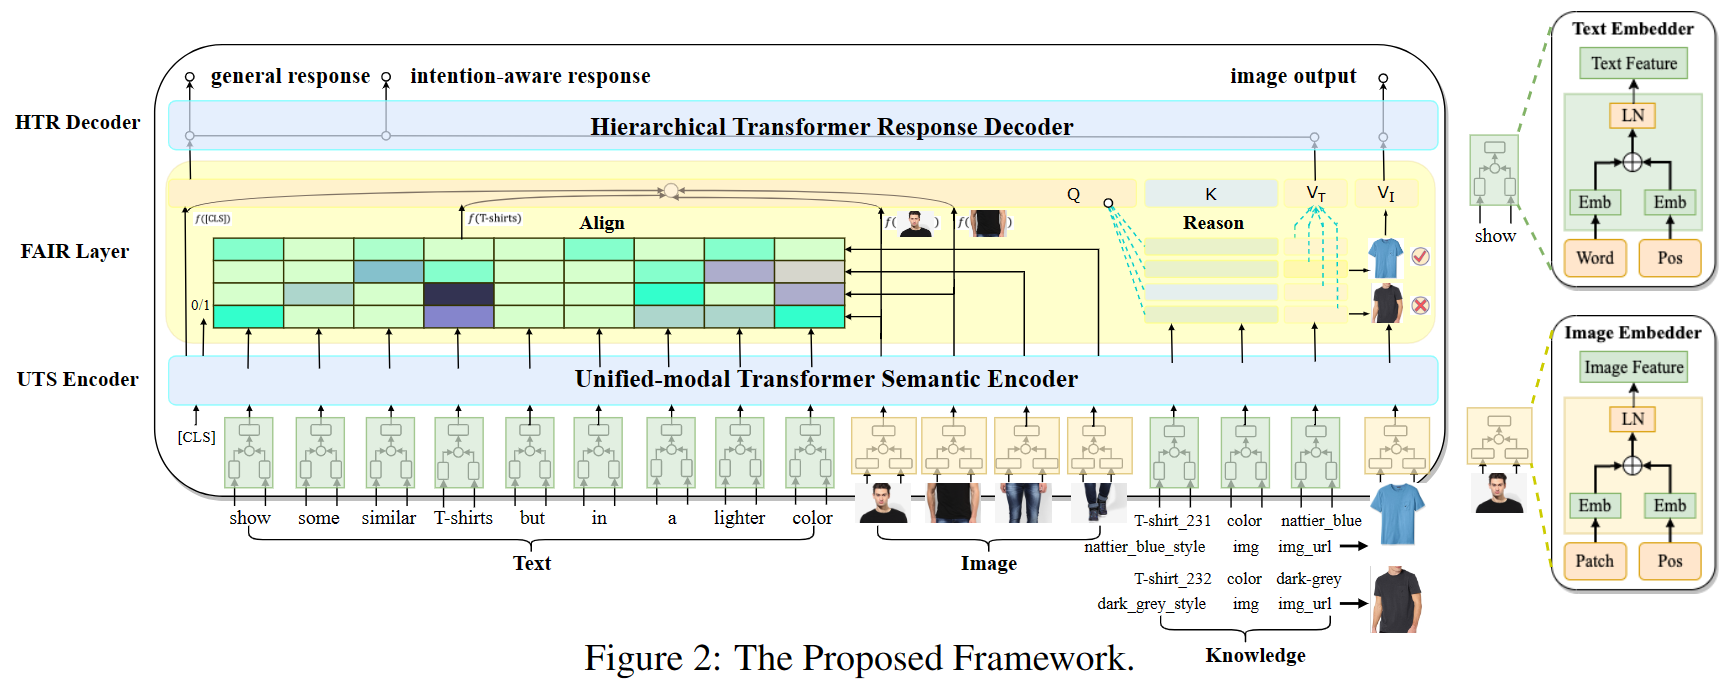 general response
intention-aware response
image output
HTR Decoder
Hierarchical Transformer Response Decoder
Q
K
V_T
V_I
f([CLS])
f(T-shirts)
Align
f( )
f( )
Reason
FAIR Layer
0/1
UTS Encoder
Unified-modal Transformer Semantic Encoder
[CLS]
show some similar T-shirts but in a lighter color
Text
Image
T-shirt_231 color nattier_blue
nattier_blue_style img img_url
T-shirt_232 color dark-grey
dark_grey_style img img_url
Knowledge
Text Embedder
Text Feature
LN
Emb Emb
Word Pos
show
Image Embedder
Image Feature
LN
Emb Emb
Patch Pos
Figure 2: The Proposed Framework.